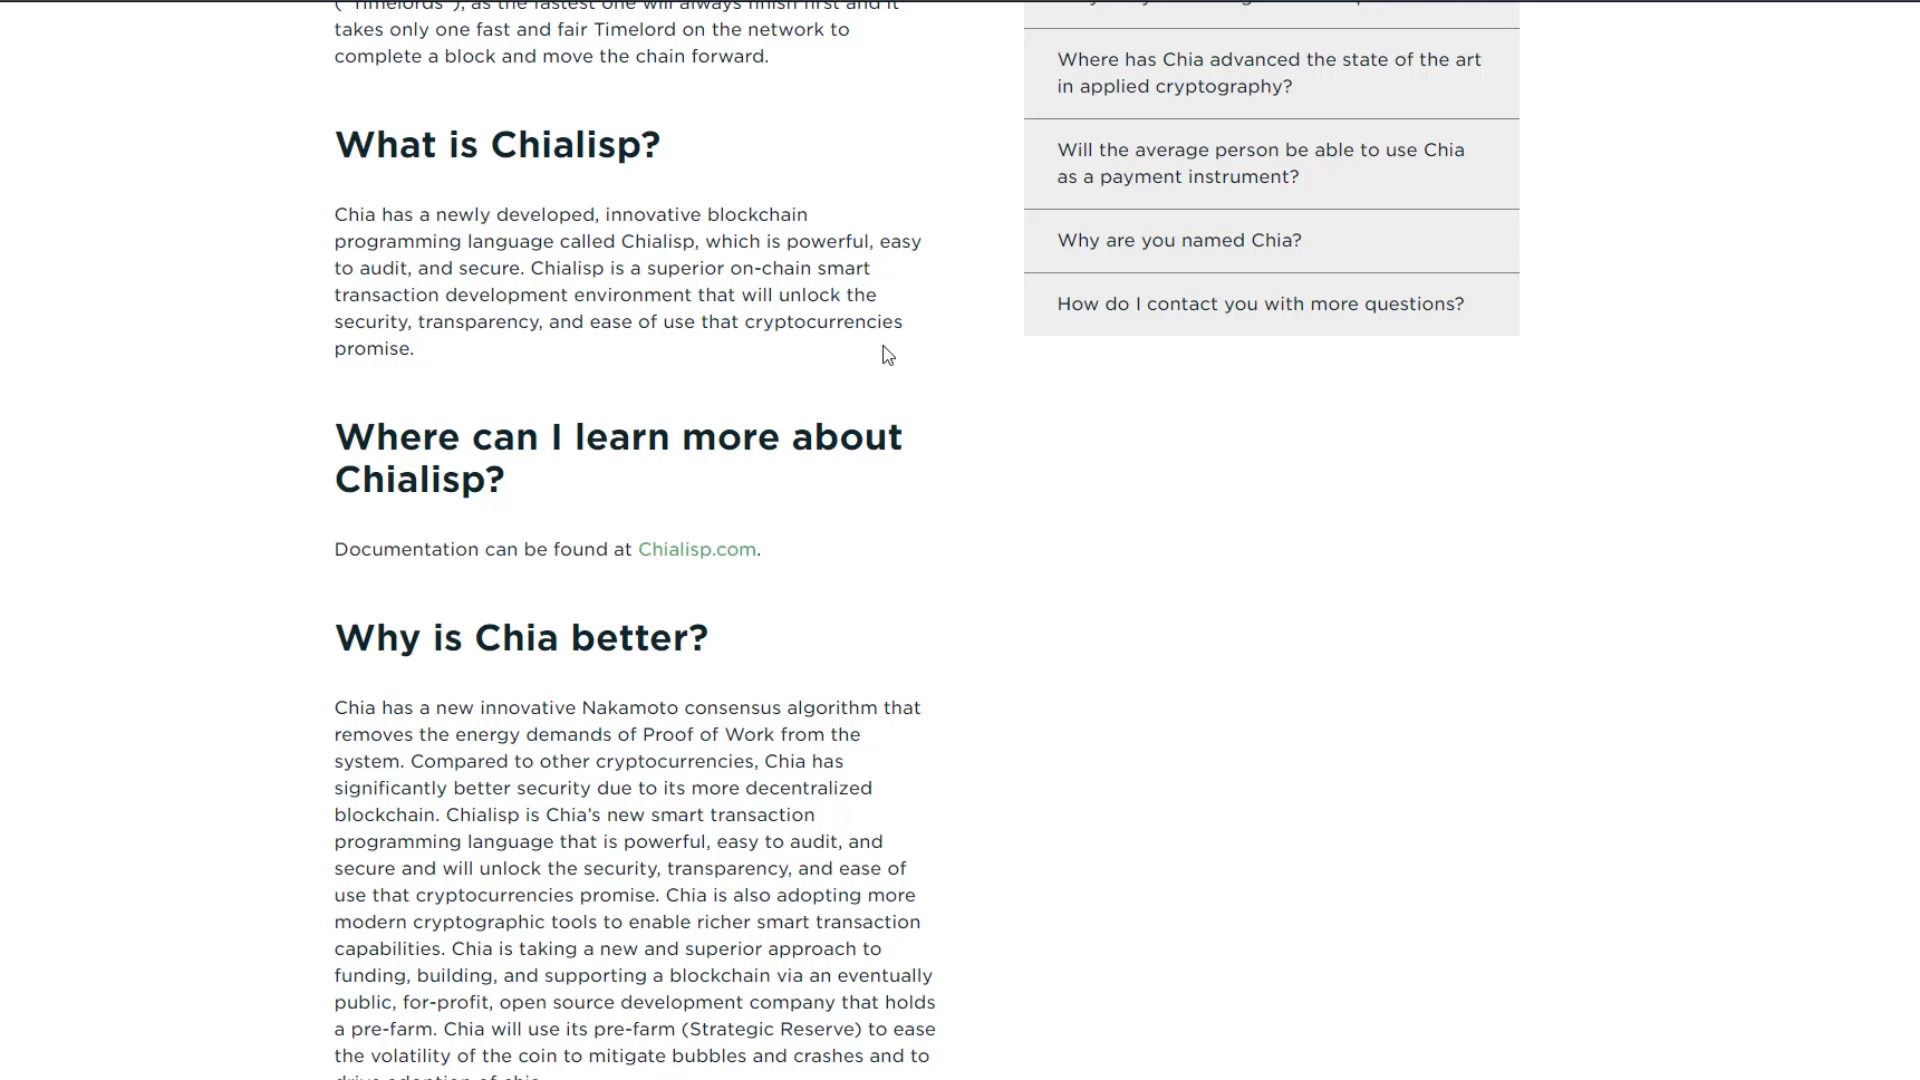 ("Timelords"), as the fastest one will always finish first and it
takes only one fast and fair Timelord on the network to
complete a block and move the chain forward.
What is Chialisp?
Chia has a newly developed, innovative blockchain
programming language called Chialisp, which is powerful, easy
to audit, and secure. Chialisp is a superior on-chain smart
transaction development environment that will unlock the
security, transparency, and ease of use that cryptocurrencies
promise.
Where can I learn more about
Chialisp?
Documentation can be found at Chialisp.com.
Why is Chia better?
Chia has a new innovative Nakamoto consensus algorithm that
removes the energy demands of Proof of Work from the
system. Compared to other cryptocurrencies, Chia has
significantly better security due to its more decentralized
blockchain. Chialisp is Chia’s new smart transaction
programming language that is powerful, easy to audit, and
secure and will unlock the security, transparency, and ease of
use that cryptocurrencies promise. Chia is also adopting more
modern cryptographic tools to enable richer smart transaction
capabilities. Chia is taking a new and superior approach to
funding, building, and supporting a blockchain via an eventually
public, for-profit, open source development company that holds
a pre-farm. Chia will use its pre-farm (Strategic Reserve) to ease
the volatility of the coin to mitigate bubbles and crashes and to
drive adoption of chia.
Where has Chia advanced the state of the art
in applied cryptography?
Will the average person be able to use Chia
as a payment instrument?
Why are you named Chia?
How do I contact you with more questions?